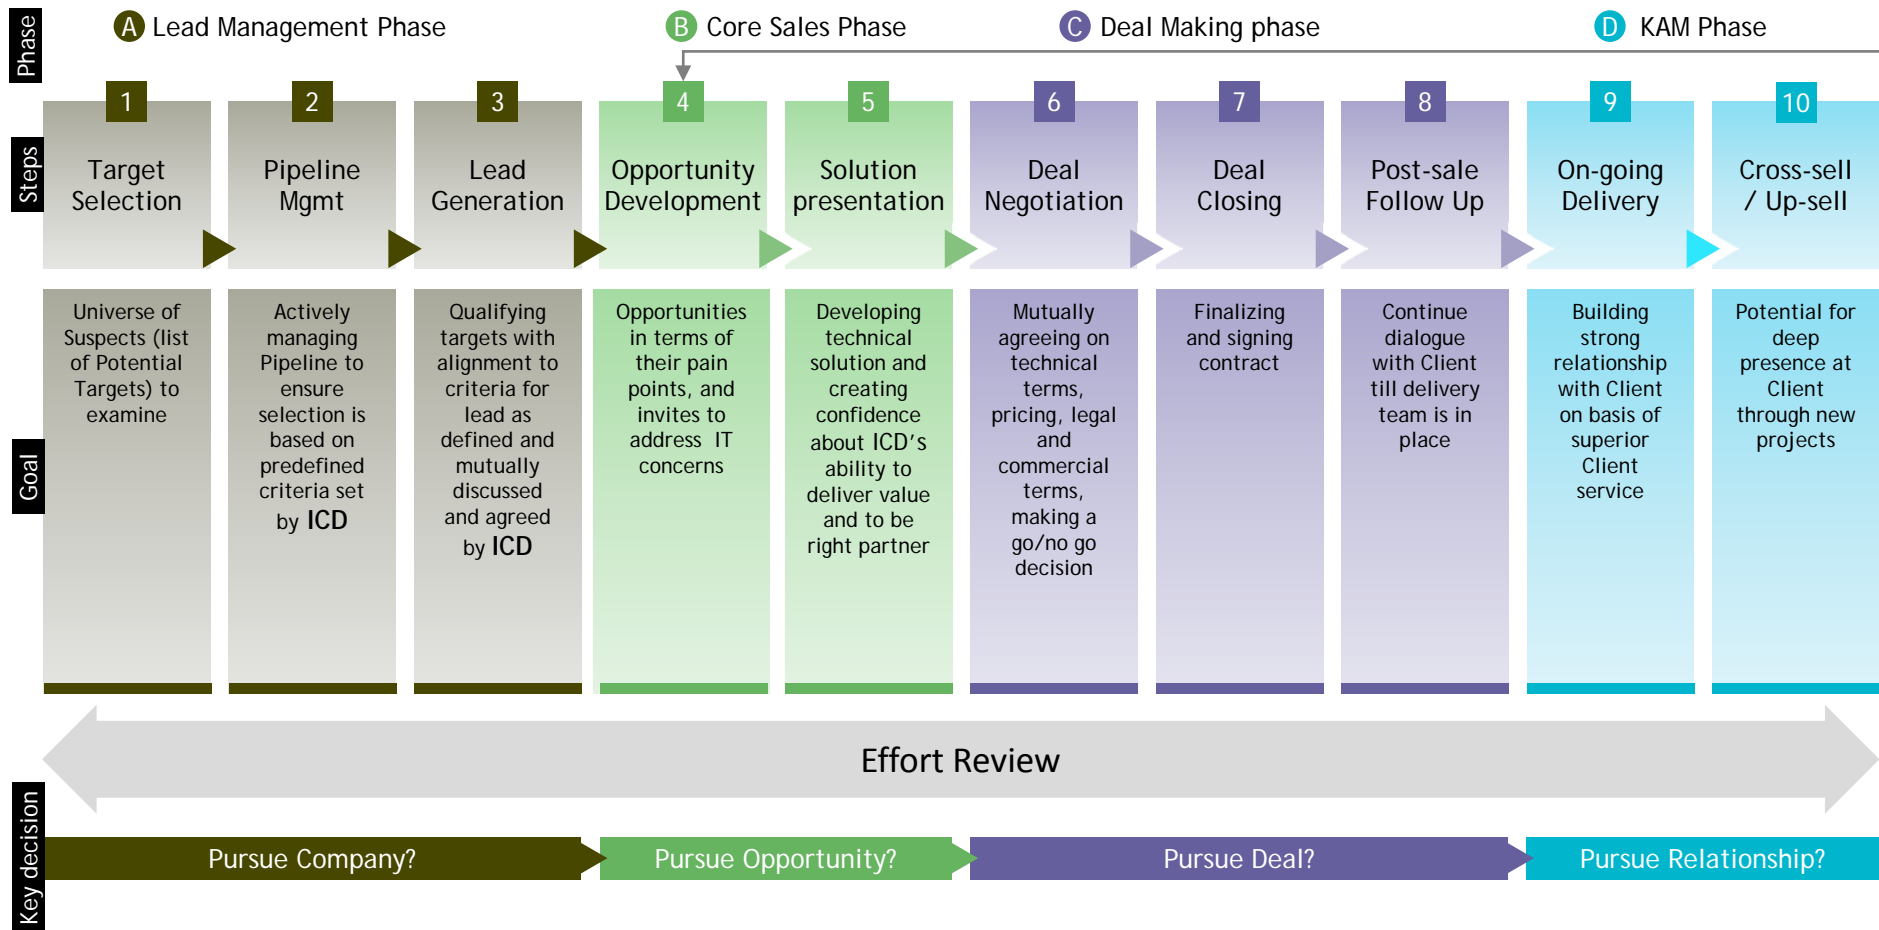 Phase
A Lead Management Phase
B Core Sales Phase
C Deal Making phase
D KAM Phase
Steps
1
Target
Selection
2
Pipeline
Mgmt
3
Lead
Generation
4
Opportunity
Development
5
Solution
presentation
6
Deal
Negotiation
7
Deal
Closing
8
Post-sale
Follow Up
9
On-going
Delivery
10
Cross-sell
/ Up-sell
Goal
Universe of
Suspects (list
of Potential
Targets) to
examine
Actively
managing
Pipeline to
ensure
selection is
based on
predefined
criteria set
by ICD
Qualifying
targets with
alignment to
criteria for
lead as
defined and
mutually
discussed
and agreed
by ICD
Opportunities
in terms of
their pain
points, and
invites to
address IT
concerns
Developing
technical
solution and
creating
confidence
about ICD's
ability to
deliver value
and to be
right partner
Mutually
agreeing on
technical
terms,
pricing, legal
and
commercial
terms,
making a
go/no go
decision
Finalizing
and signing
contract
Continue
dialogue
with Client
till delivery
team is in
place
Building
strong
relationship
with Client
on basis of
superior
Client
service
Potential for
deep
presence at
Client
through new
projects
Effort Review
Key decision
Pursue Company?
Pursue Opportunity?
Pursue Deal?
Pursue Relationship?